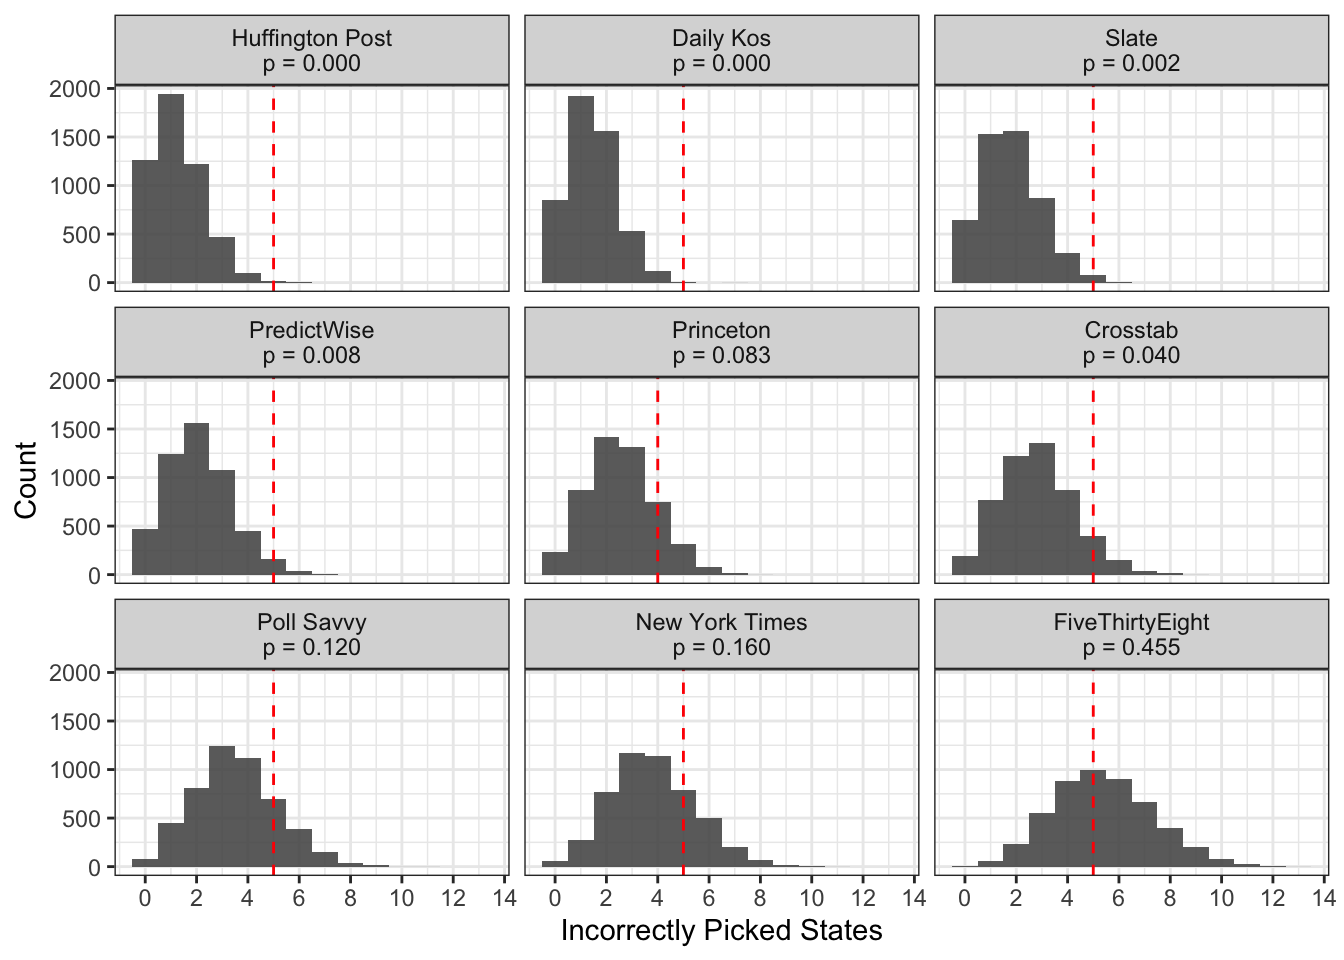 Huffington Post
p = 0.000
Daily Kos
p = 0.000
Slate
p = 0.002
2000
1500
1000
500
0
PredictWise
p = 0.008
Princeton
p = 0.083
Crosstab
p = 0.040
2000
1500
1000
500
0
Count
Poll Savvy
p = 0.120
New York Times
p = 0.160
FiveThirtyEight
p = 0.455
2000
1500
1000
500
0
0 2 4 6 8 10 12 14
0 2 4 6 8 10 12 14
0 2 4 6 8 10 12 14
Incorrectly Picked States